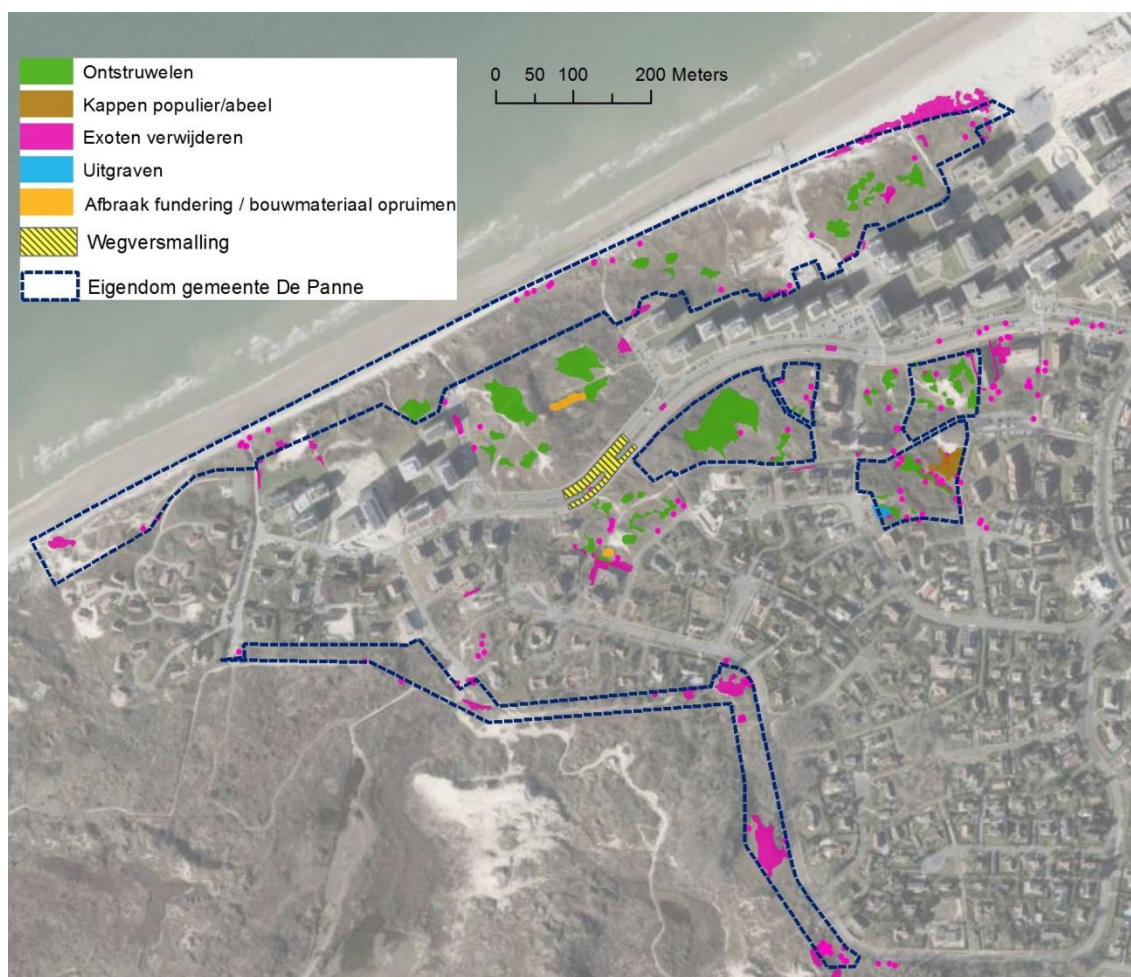 Ontstruwelen
Kappen populier/abeel
Exoten verwijderen
Uitgraven
Afbraak fundering / bouwmateriaal opruimen
Wegversmalling
Eigendom gemeente De Panne
0 50 100 200 Meters